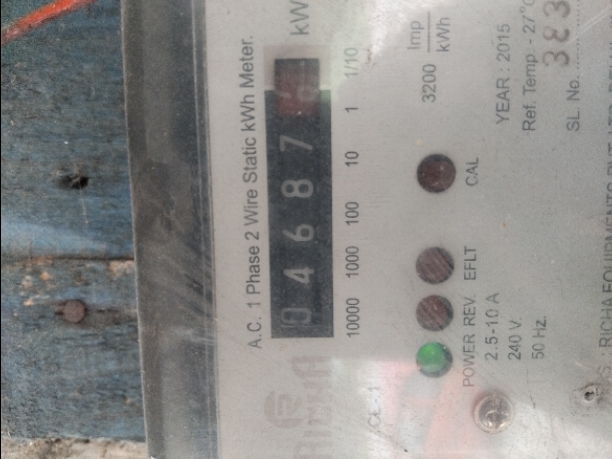 A.C. 1 Phase 2 Wire Static kWh Meter.
kW
0 4 6 8 7
10000 1000 100 10 1 1/10
RICHA
3200 Imp
kWh
POWER REV. EFLT CAL
2.5-10 A
240 V.
50 Hz.
YEAR : 2015
Ref. Temp. - 27°C
SL. No.
383